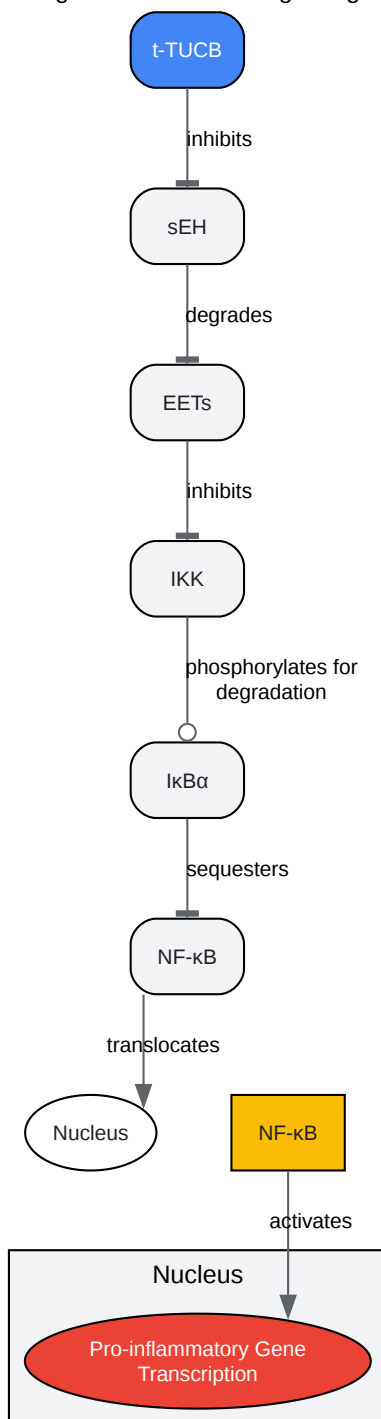 t-TUCB
inhibits
sEH
degrades
EETs
inhibits
IKK
phosphorylates for
degradation
IκBα
sequesters
NF-κB
translocates
Nucleus
NF-κB
activates
Nucleus
Pro-inflammatory Gene
Transcription